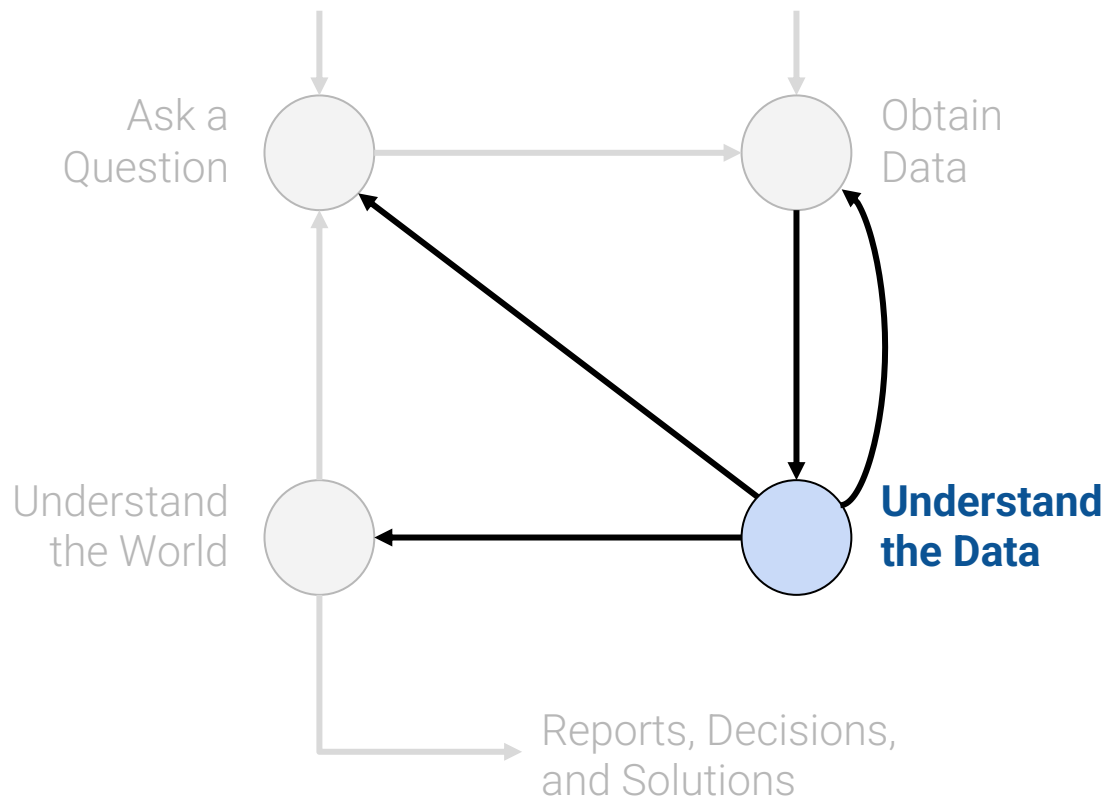 Ask a
Question
Obtain
Data
Understand
the World
Understand
the Data
Reports, Decisions,
and Solutions